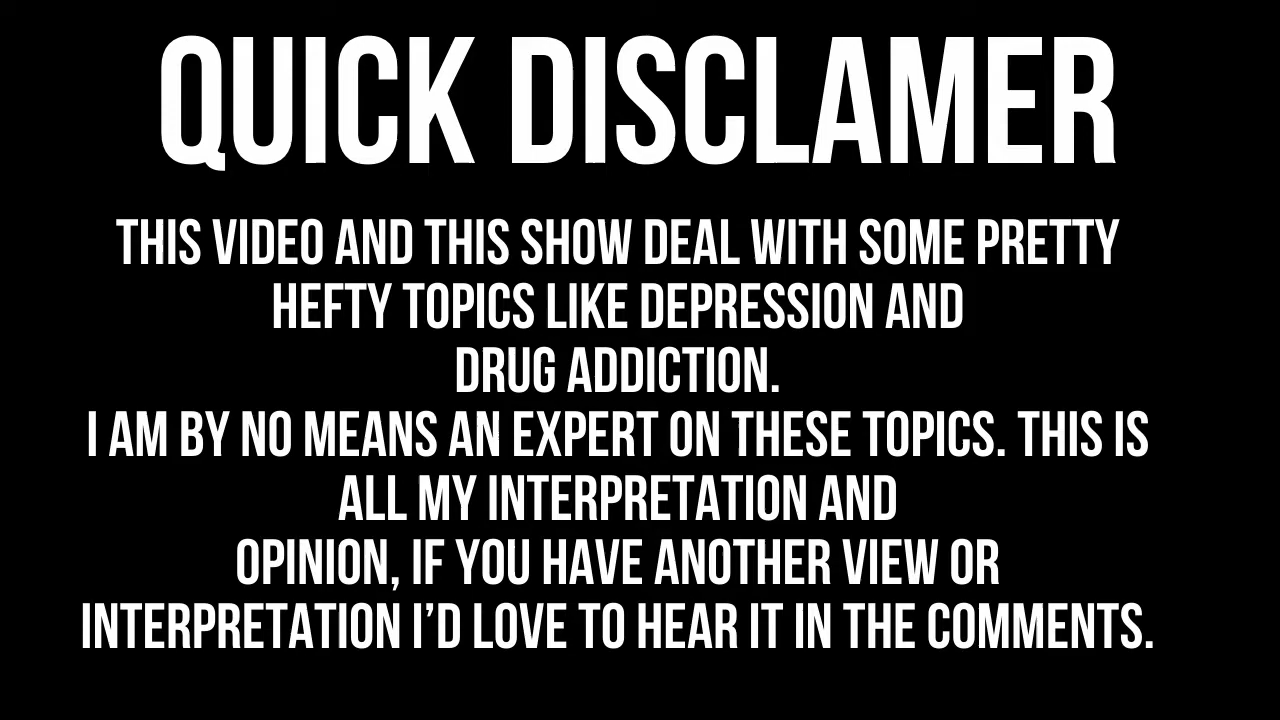 QUICK DISCLAMER
THIS VIDEO AND THIS SHOW DEAL WITH SOME PRETTY
HEFTY TOPICS LIKE DEPRESSION AND
DRUG ADDICTION.
I AM BY NO MEANS AN EXPERT ON THESE TOPICS. THIS IS
ALL MY INTERPRETATION AND
OPINION, IF YOU HAVE ANOTHER VIEW OR
INTERPRETATION I’D LOVE TO HEAR IT IN THE COMMENTS.